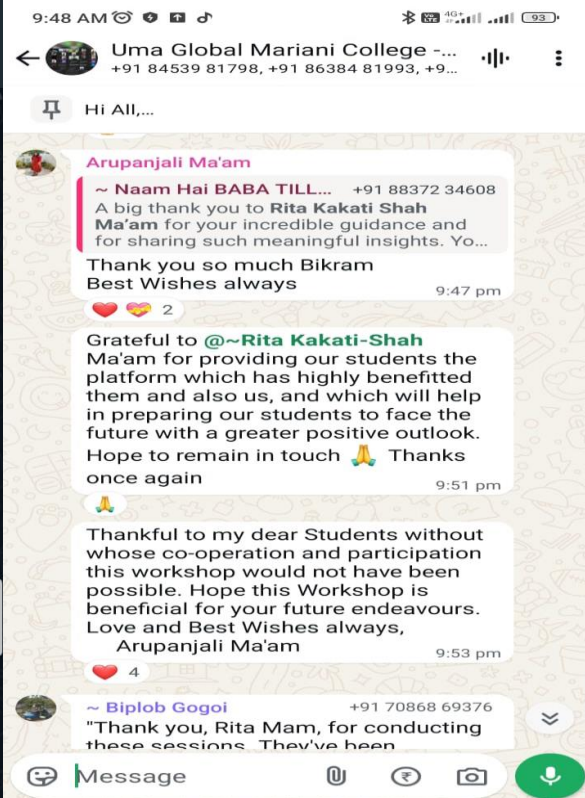 9:48 AM
4G+
93
Uma Global Mariani College -...
+91 84539 81798, +91 86384 81993, +9...
Hi All,...
Arupanjali Ma'am
~ Naam Hai BABA TILL... +91 88372 34608
A big thank you to Rita Kakati Shah
Ma'am for your incredible guidance and
for sharing such meaningful insights. Yo...
Thank you so much Bikram
Best Wishes always
9:47 pm
2
Grateful to @~Rita Kakati-Shah
Ma'am for providing our students the
platform which has highly benefitted
them and also us, and which will help
in preparing our students to face the
future with a greater positive outlook.
Hope to remain in touch 🙏 Thanks
once again
9:51 pm
Thankful to my dear Students without
whose co-operation and participation
this workshop would not have been
possible. Hope this Workshop is
beneficial for your future endeavours.
Love and Best Wishes always,
Arupanjali Ma'am
9:53 pm
4
~ Biplob Gogoi +91 70868 69376
"Thank you, Rita Mam, for conducting
these sessions. They've been
Message